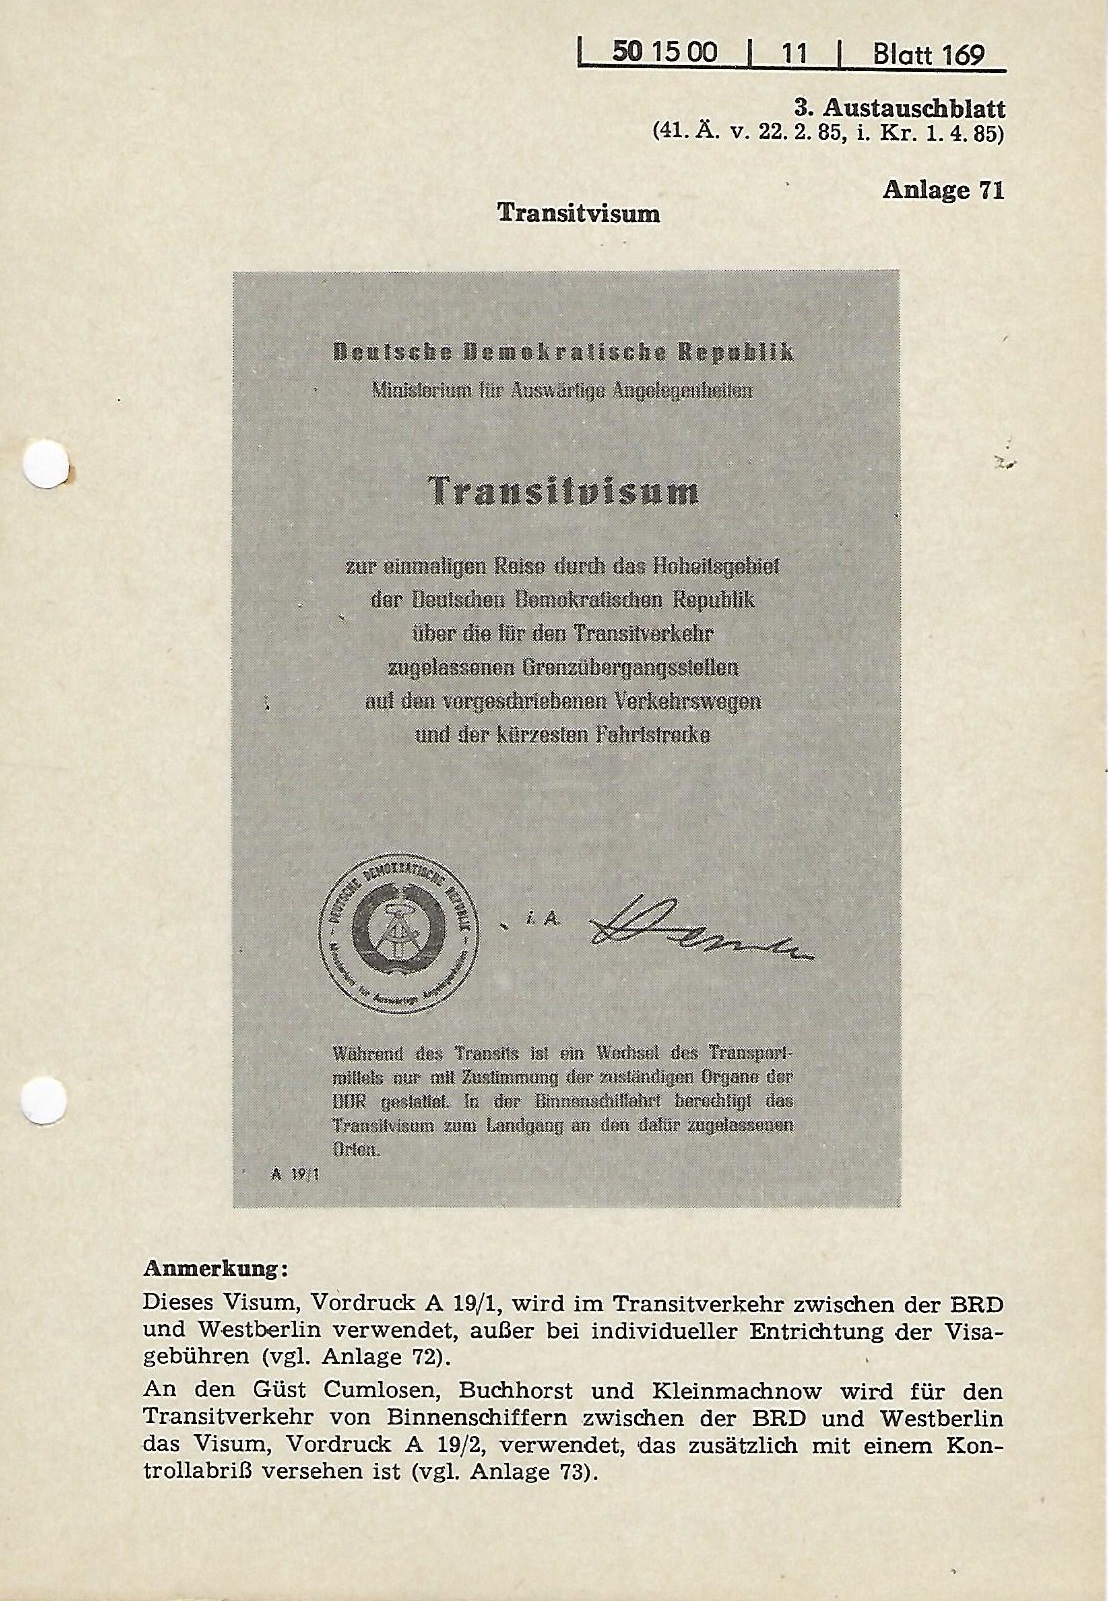 50 15 00 | 11 | Blatt 169
3. Austauschblatt
(41. Ä. v. 22. 2. 85, i. Kr. 1. 4. 85)
Anlage 71
Transitvisum
Deutsche Demokratische Republik
Ministerium für Auswärtige Angelegenheiten
Transitvisum
zur einmaligen Reise durch das Hoheitsgebiet
der Deutschen Demokratischen Republik
über die für den Transitverkehr
zugelassenen Grenzübergangsstellen
auf den vorgeschriebenen Verkehrswegen
und der kürzesten Fahrtstrecke
DEUTSCHE DEMOKRATISCHE REPUBLIK
Ministerium für Auswärtige Angelegenheiten
i. A.
Während des Transits ist ein Wechsel des Transport-
mittels nur mit Zustimmung der zuständigen Organe der
DDR gestattet. In der Binnenschiffahrt berechtigt das
Transitvisum zum Landgang an den dafür zugelassenen
Orten.
A 19/1
Anmerkung:
Dieses Visum, Vordruck A 19/1, wird im Transitverkehr zwischen der BRD
und Westberlin verwendet, außer bei individueller Entrichtung der Visa-
gebühren (vgl. Anlage 72).
An den Güst Cumlosen, Buchhorst und Kleinmachnow wird für den
Transitverkehr von Binnenschiffern zwischen der BRD und Westberlin
das Visum, Vordruck A 19/2, verwendet, das zusätzlich mit einem Kon-
trollabriß versehen ist (vgl. Anlage 73).